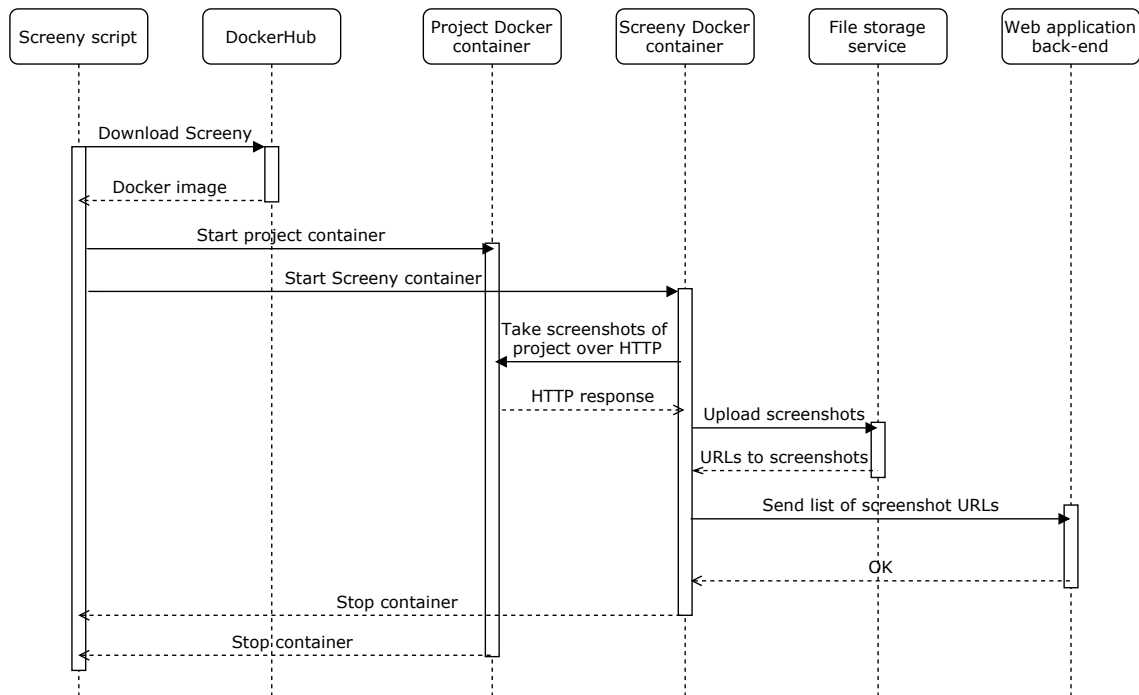 Screeny script
DockerHub
Project Docker
container
Screeny Docker
container
File storage
service
Web application
back-end
Download Screeny
Docker image
Start project container
Start Screeny container
Take screenshots of
project over HTTP
HTTP response
Upload screenshots
URLs to screenshots
Send list of screenshot URLs
OK
Stop container
Stop container